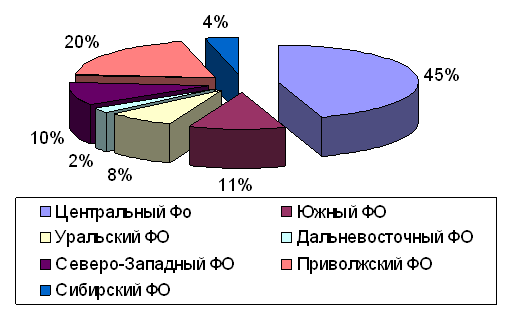 4%
20%
45%
10%
2%
8%
11%
Центральный Фо
Южный ФО
Уральский ФО
Дальневосточный ФО
Северо-Западный ФО
Приволжский ФО
Сибирский ФО